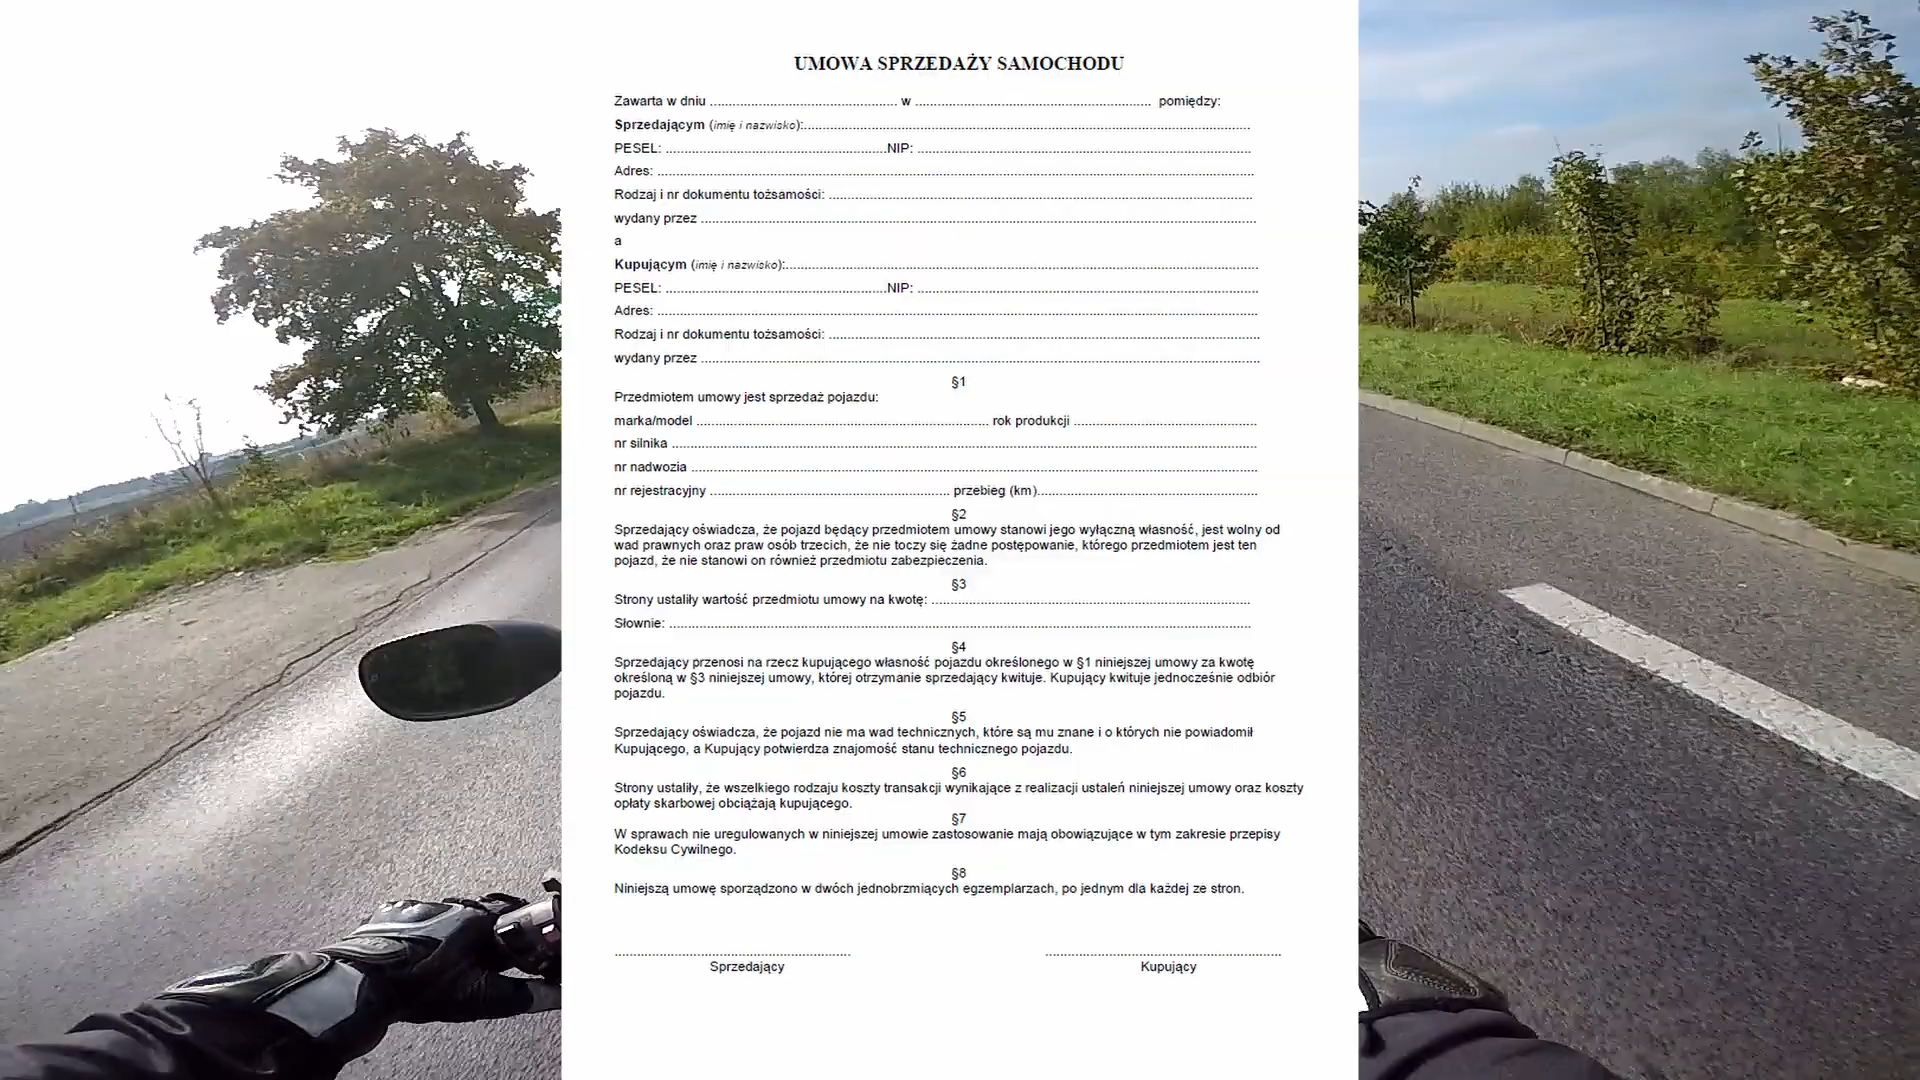 UMOWA SPRZEDAŻY SAMOCHODU
Zawarta w dniu .................................................... w ................................................................. pomiędzy:
Sprzedającym (imię i nazwisko):...........................................................................................................................
PESEL: .............................................................NIP: ............................................................................................
Adres: .....................................................................................................................................................................
Rodzaj i nr dokumentu tożsamości: .....................................................................................................................
wydany przez .........................................................................................................................................................
a
Kupującym (imię i nazwisko):..................................................................................................................................
PESEL: .............................................................NIP: ..............................................................................................
Adres: ......................................................................................................................................................................
Rodzaj i nr dokumentu tożsamości: .......................................................................................................................
wydany przez ..........................................................................................................................................................
§1
Przedmiotem umowy jest sprzedaż pojazdu:
marka/model ................................................................................. rok produkcji ...................................................
nr silnika ..................................................................................................................................................................
nr nadwozia .............................................................................................................................................................
nr rejestracyjny .................................................................. przebieg (km).............................................................
§2
Sprzedający oświadcza, że pojazd będący przedmiotem umowy stanowi jego wyłączną własność, jest wolny od
wad prawnych oraz praw osób trzecich, że nie toczy się żadne postępowanie, którego przedmiotem jest ten
pojazd, że nie stanowi on również przedmiotu zabezpieczenia.
§3
Strony ustaliły wartość przedmiotu umowy na kwotę: ........................................................................................
Słownie: .................................................................................................................................................................
§4
Sprzedający przenosi na rzecz kupującego własność pojazdu określonego w §1 niniejszej umowy za kwotę
określoną w §3 niniejszej umowy, której otrzymanie sprzedający kwituje. Kupujący kwituje jednocześnie odbiór
pojazdu.
§5
Sprzedający oświadcza, że pojazd nie ma wad technicznych, które są mu znane i o których nie powiadomił
Kupującego, a Kupujący potwierdza znajomość stanu technicznego pojazdu.
§6
Strony ustaliły, że wszelkiego rodzaju koszty transakcji wynikające z realizacji ustaleń niniejszej umowy oraz koszty
opłaty skarbowej obciążają kupującego.
§7
W sprawach nie uregulowanych w niniejszej umowie zastosowanie mają obowiązujące w tym zakresie przepisy
Kodeksu Cywilnego.
§8
Niniejszą umowę sporządzono w dwóch jednobrzmiących egzemplarzach, po jednym dla każdej ze stron.
................................................................. .................................................................
Sprzedający Kupujący